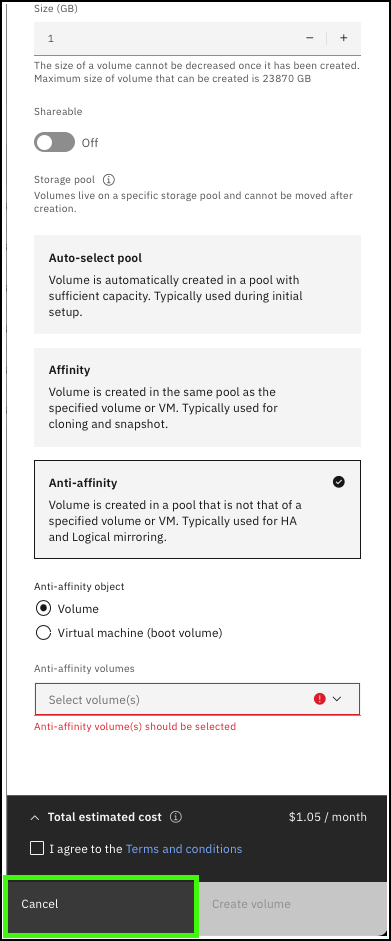 Size (GB)
1
The size of a volume cannot be decreased once it has been created.
Maximum size of volume that can be created is 23870 GB
Shareable
Off
Storage pool
Volumes live on a specific storage pool and cannot be moved after
creation.
Auto-select pool
Volume is automatically created in a pool with
sufficient capacity. Typically used during initial
setup.
Affinity
Volume is created in the same pool as the
specified volume or VM. Typically used for
cloning and snapshot.
Anti-affinity
Volume is created in a pool that is not that of a
specified volume or VM. Typically used for HA
and Logical mirroring.
Anti-affinity object
Volume
Virtual machine (boot volume)
Anti-affinity volumes
Select volume(s)
Anti-affinity volume(s) should be selected
Total estimated cost $1.05 / month
I agree to the Terms and conditions
Cancel Create volume